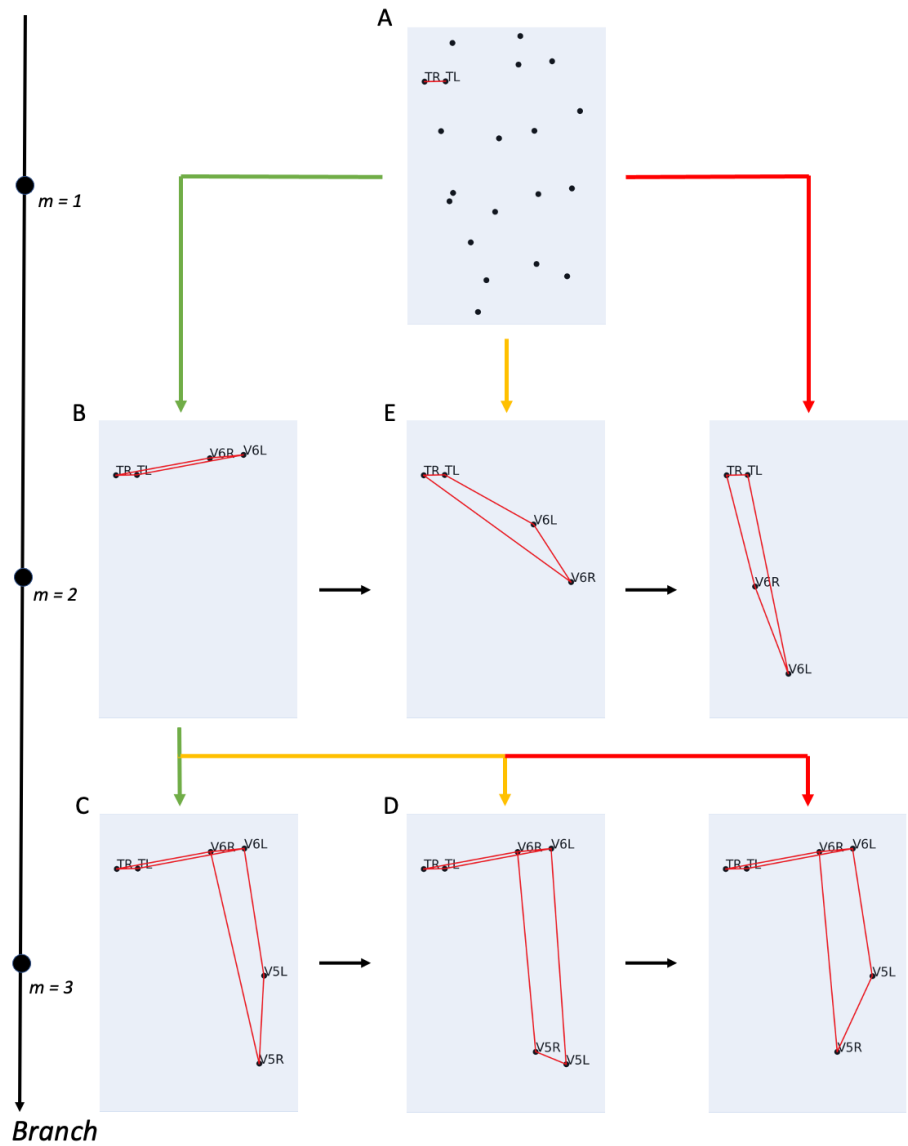 A
TR TL
m = 1
B
E
TR TL
V6R
V6L
TR TL
V6L
V6R
TR TL
V6R
V6L
m = 2
C
D
TR TL
V6R
V6L
V5L
V5R
TR TL
V6R
V6L
V5R
V5L
TR TL
V6R
V6L
V5L
V5R
m = 3
Branch